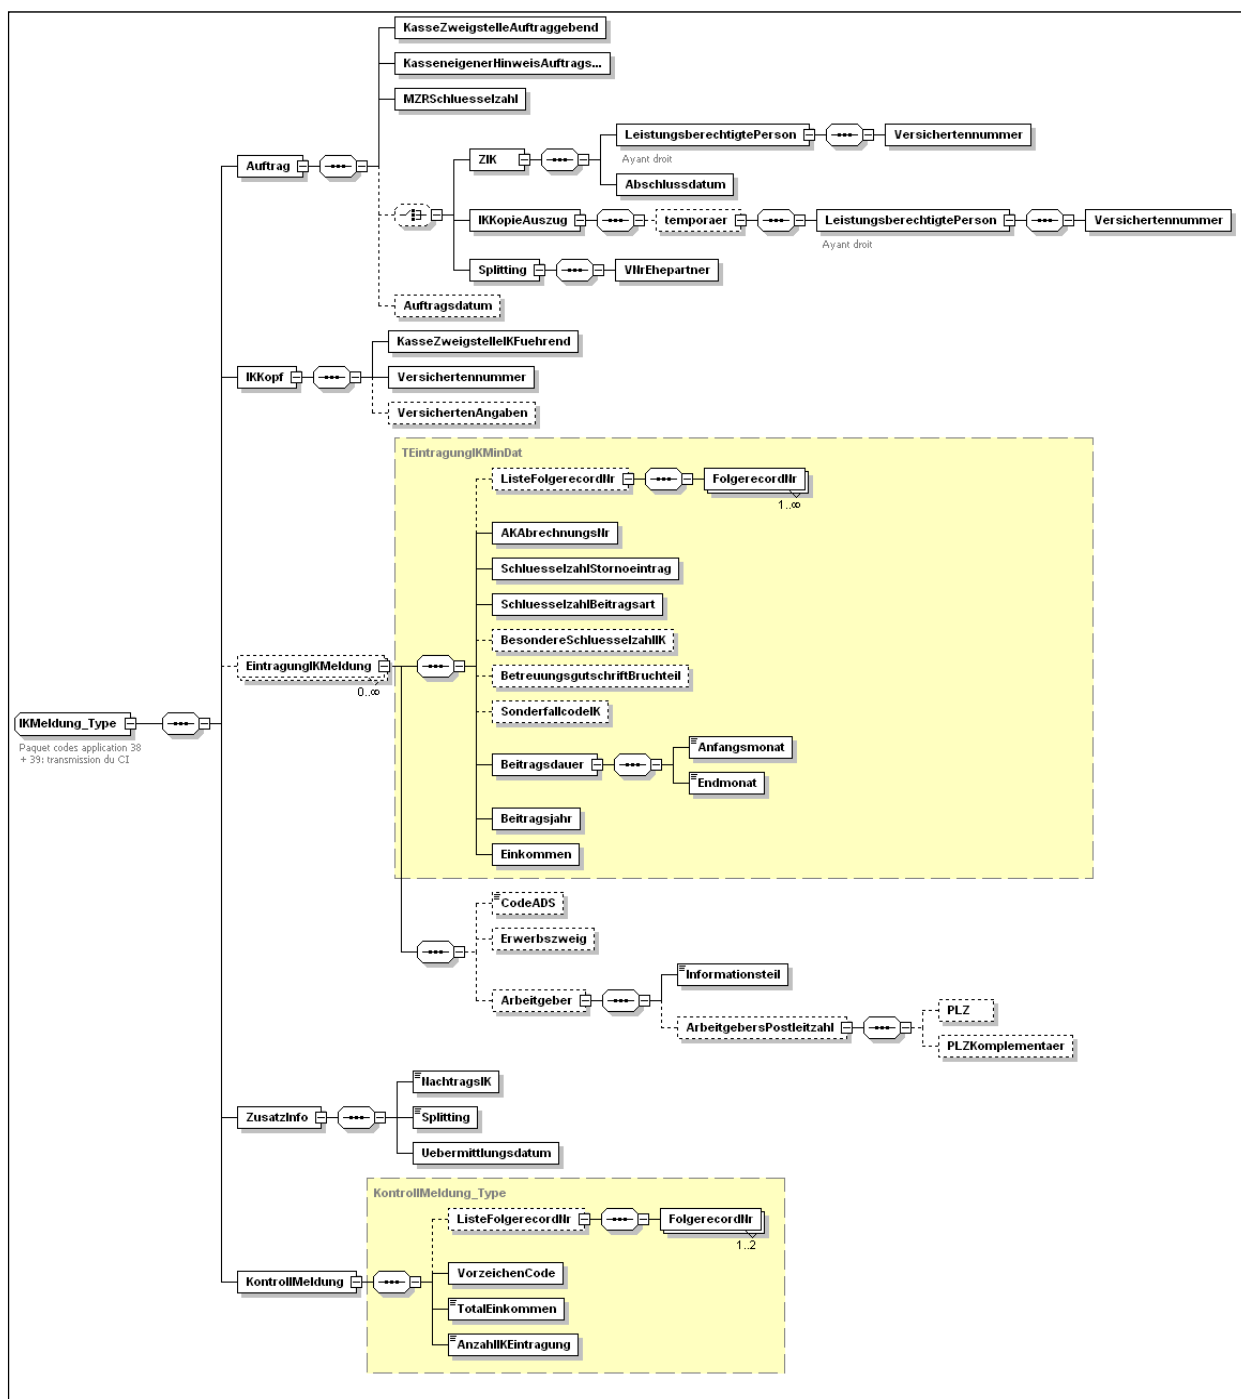 KasseZweigstelleAuftraggebend
KasseneigenerHinweisAuftrags...
MZRSchluesselzahl
Auftrag
ZIK
LeistungsberechtigtePerson
Versichertennummer
Ayant droit
Abschlussdatum
IKKopieAuszug
temporaer
LeistungsberechtigtePerson
Versichertennummer
Ayant droit
Splitting
VNrEhepartner
Auftragsdatum
KasseZweigstelleIKFuehrend
IKKopf
Versichertennummer
VersichertenAngaben
TEintragungIKMinDat
ListeFolgerecordNr
FolgerecordNr
1..∞
AKAbrechnungsNr
SchluesselzahlStornoeintrag
SchluesselzahlBeitragsart
BesondereSchluesselzahlIK
EintragungIKMeldung
0..∞
BetreuungsgutschriftBruchteil
SonderfallcodeIK
IKMeldung_Type
Paquet codes application 38
+ 39: transmission du CI
Beitragsdauer
Anfangsmonat
Endmonat
Beitragsjahr
Einkommen
CodeADS
Erwerbszweig
Arbeitgeber
Informationsteil
ArbeitgebersPostleitzahl
PLZ
PLZKomplementaer
NachtragsIK
ZusatzInfo
Splitting
Uebermittlungsdatum
KontrollMeldung_Type
ListeFolgerecordNr
FolgerecordNr
1..2
KontrollMeldung
VorzeichenCode
TotalEinkommen
AnzahlIKEintragung